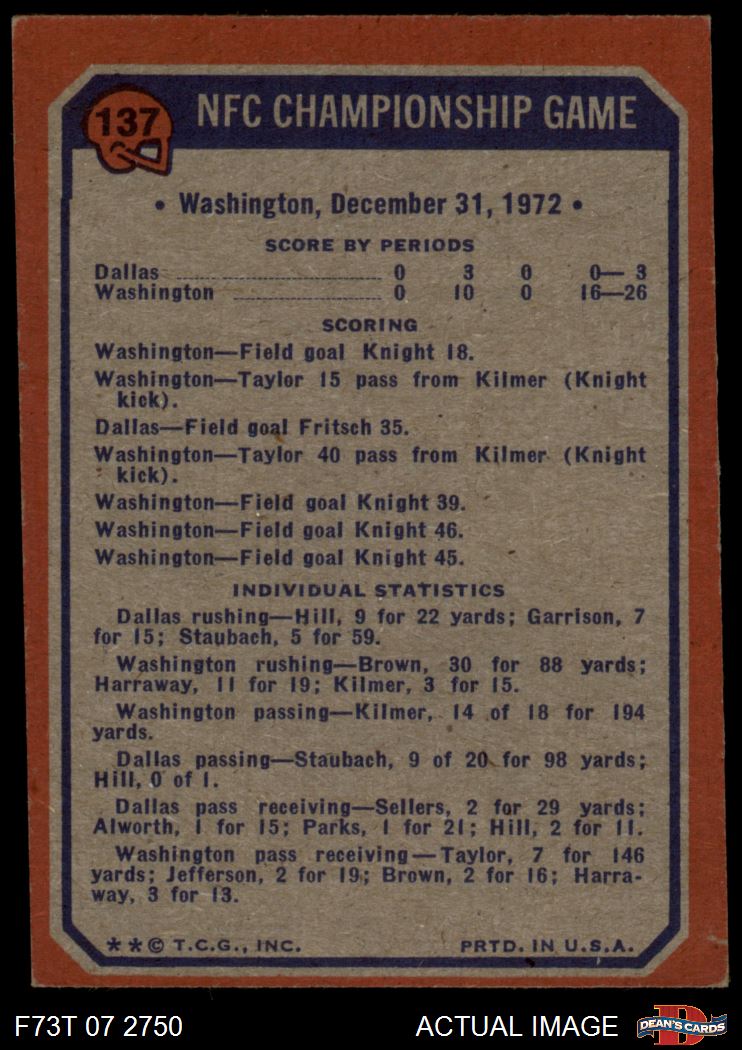 137
NFC CHAMPIONSHIP GAME
• Washington, December 31, 1972 •
SCORE BY PERIODS
Dallas 0 3 0 0— 3
Washington 0 10 0 16—26
SCORING
Washington—Field goal Knight 18.
Washington—Taylor 15 pass from Kilmer (Knight
kick).
Dallas—Field goal Fritsch 35.
Washington—Taylor 40 pass from Kilmer (Knight
kick).
Washington—Field goal Knight 39.
Washington—Field goal Knight 46.
Washington—Field goal Knight 45.
INDIVIDUAL STATISTICS
Dallas rushing—Hill, 9 for 22 yards; Garrison, 7
for 15; Staubach, 5 for 59.
Washington rushing—Brown, 30 for 88 yards;
Harraway, 11 for 19; Kilmer, 3 for 15.
Washington passing—Kilmer, 14 of 18 for 194
yards.
Dallas passing—Staubach, 9 of 20 for 98 yards;
Hill, 0 of 1.
Dallas pass receiving—Sellers, 2 for 29 yards;
Alworth, 1 for 15; Parks, 1 for 21; Hill, 2 for 11.
Washington pass receiving—Taylor, 7 for 146
yards; Jefferson, 2 for 19; Brown, 2 for 16; Harra-
way, 3 for 13.
**© T.C.G., INC. PRTD. IN U.S.A.
F73T 07 2750 ACTUAL IMAGE
D
DEAN'S CARDS